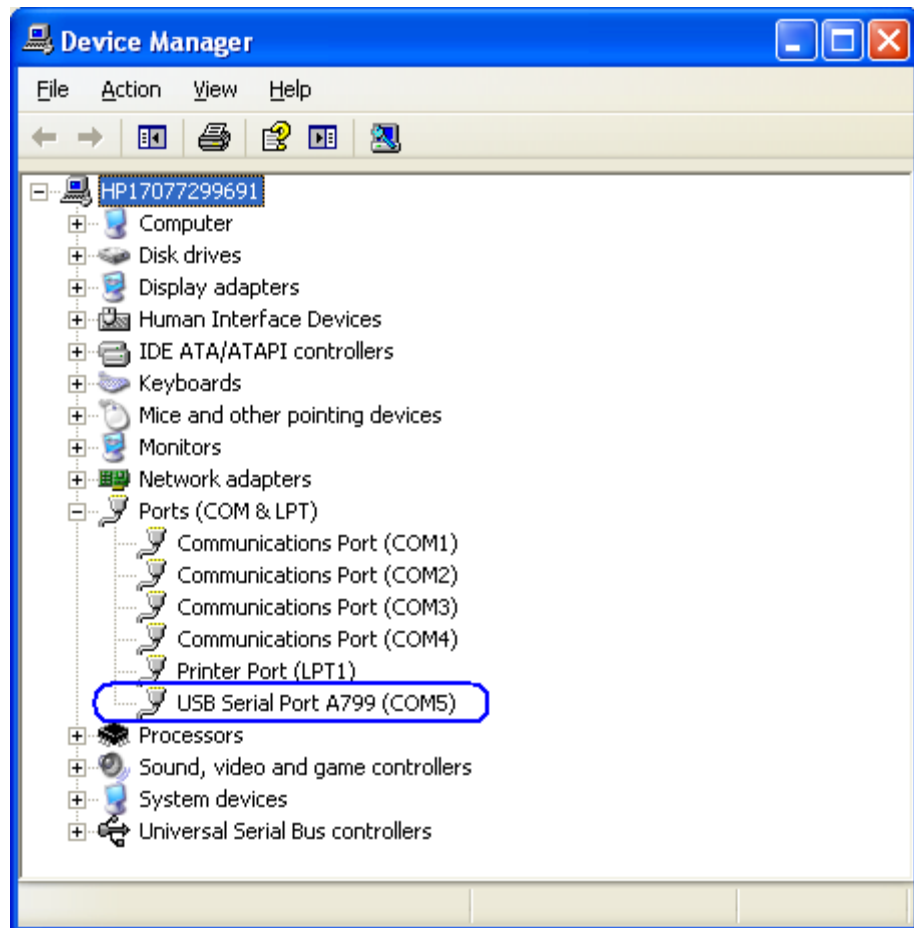 Device Manager
File Action View Help
HP17077299691
Computer
Disk drives
Display adapters
Human Interface Devices
IDE ATA/ATAPI controllers
Keyboards
Mice and other pointing devices
Monitors
Network adapters
Ports (COM & LPT)
Communications Port (COM1)
Communications Port (COM2)
Communications Port (COM3)
Communications Port (COM4)
Printer Port (LPT1)
USB Serial Port A799 (COM5)
Processors
Sound, video and game controllers
System devices
Universal Serial Bus controllers